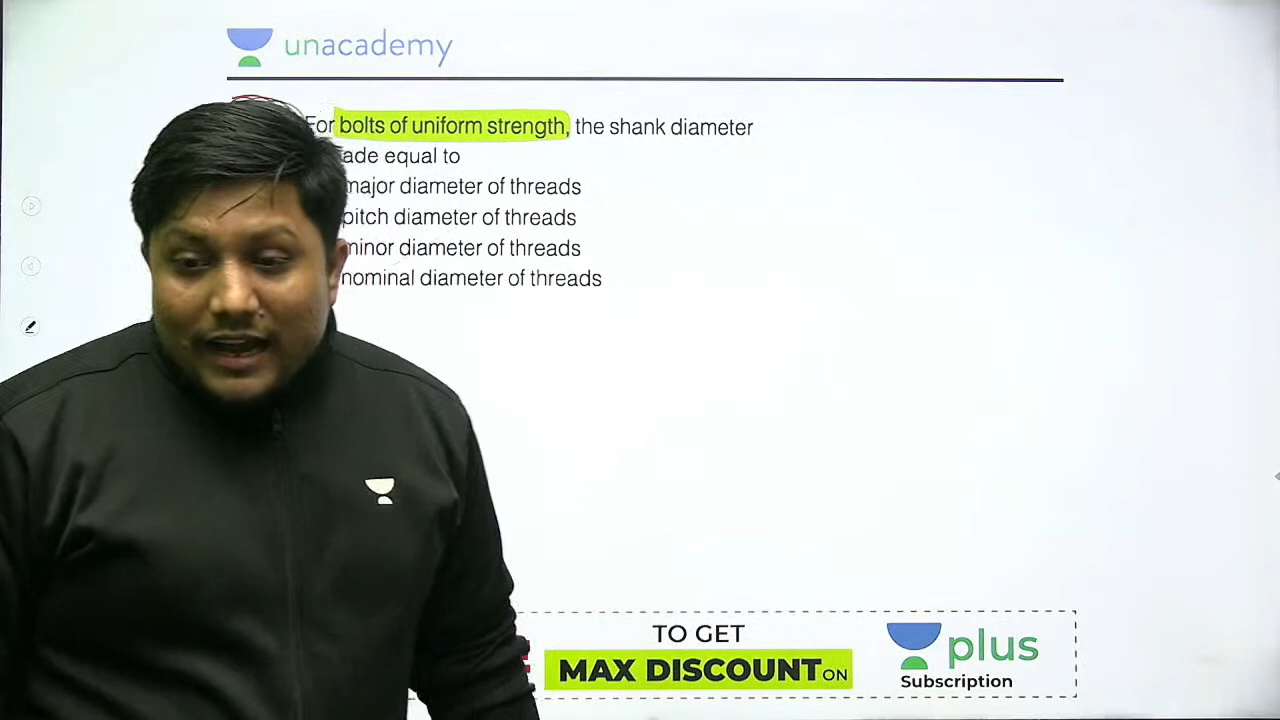 unacademy
For bolts of uniform strength, the shank diameter
ade equal to
major diameter of threads
pitch diameter of threads
minor diameter of threads
nominal diameter of threads
TO GET
MAX DISCOUNT ON
plus
Subscription